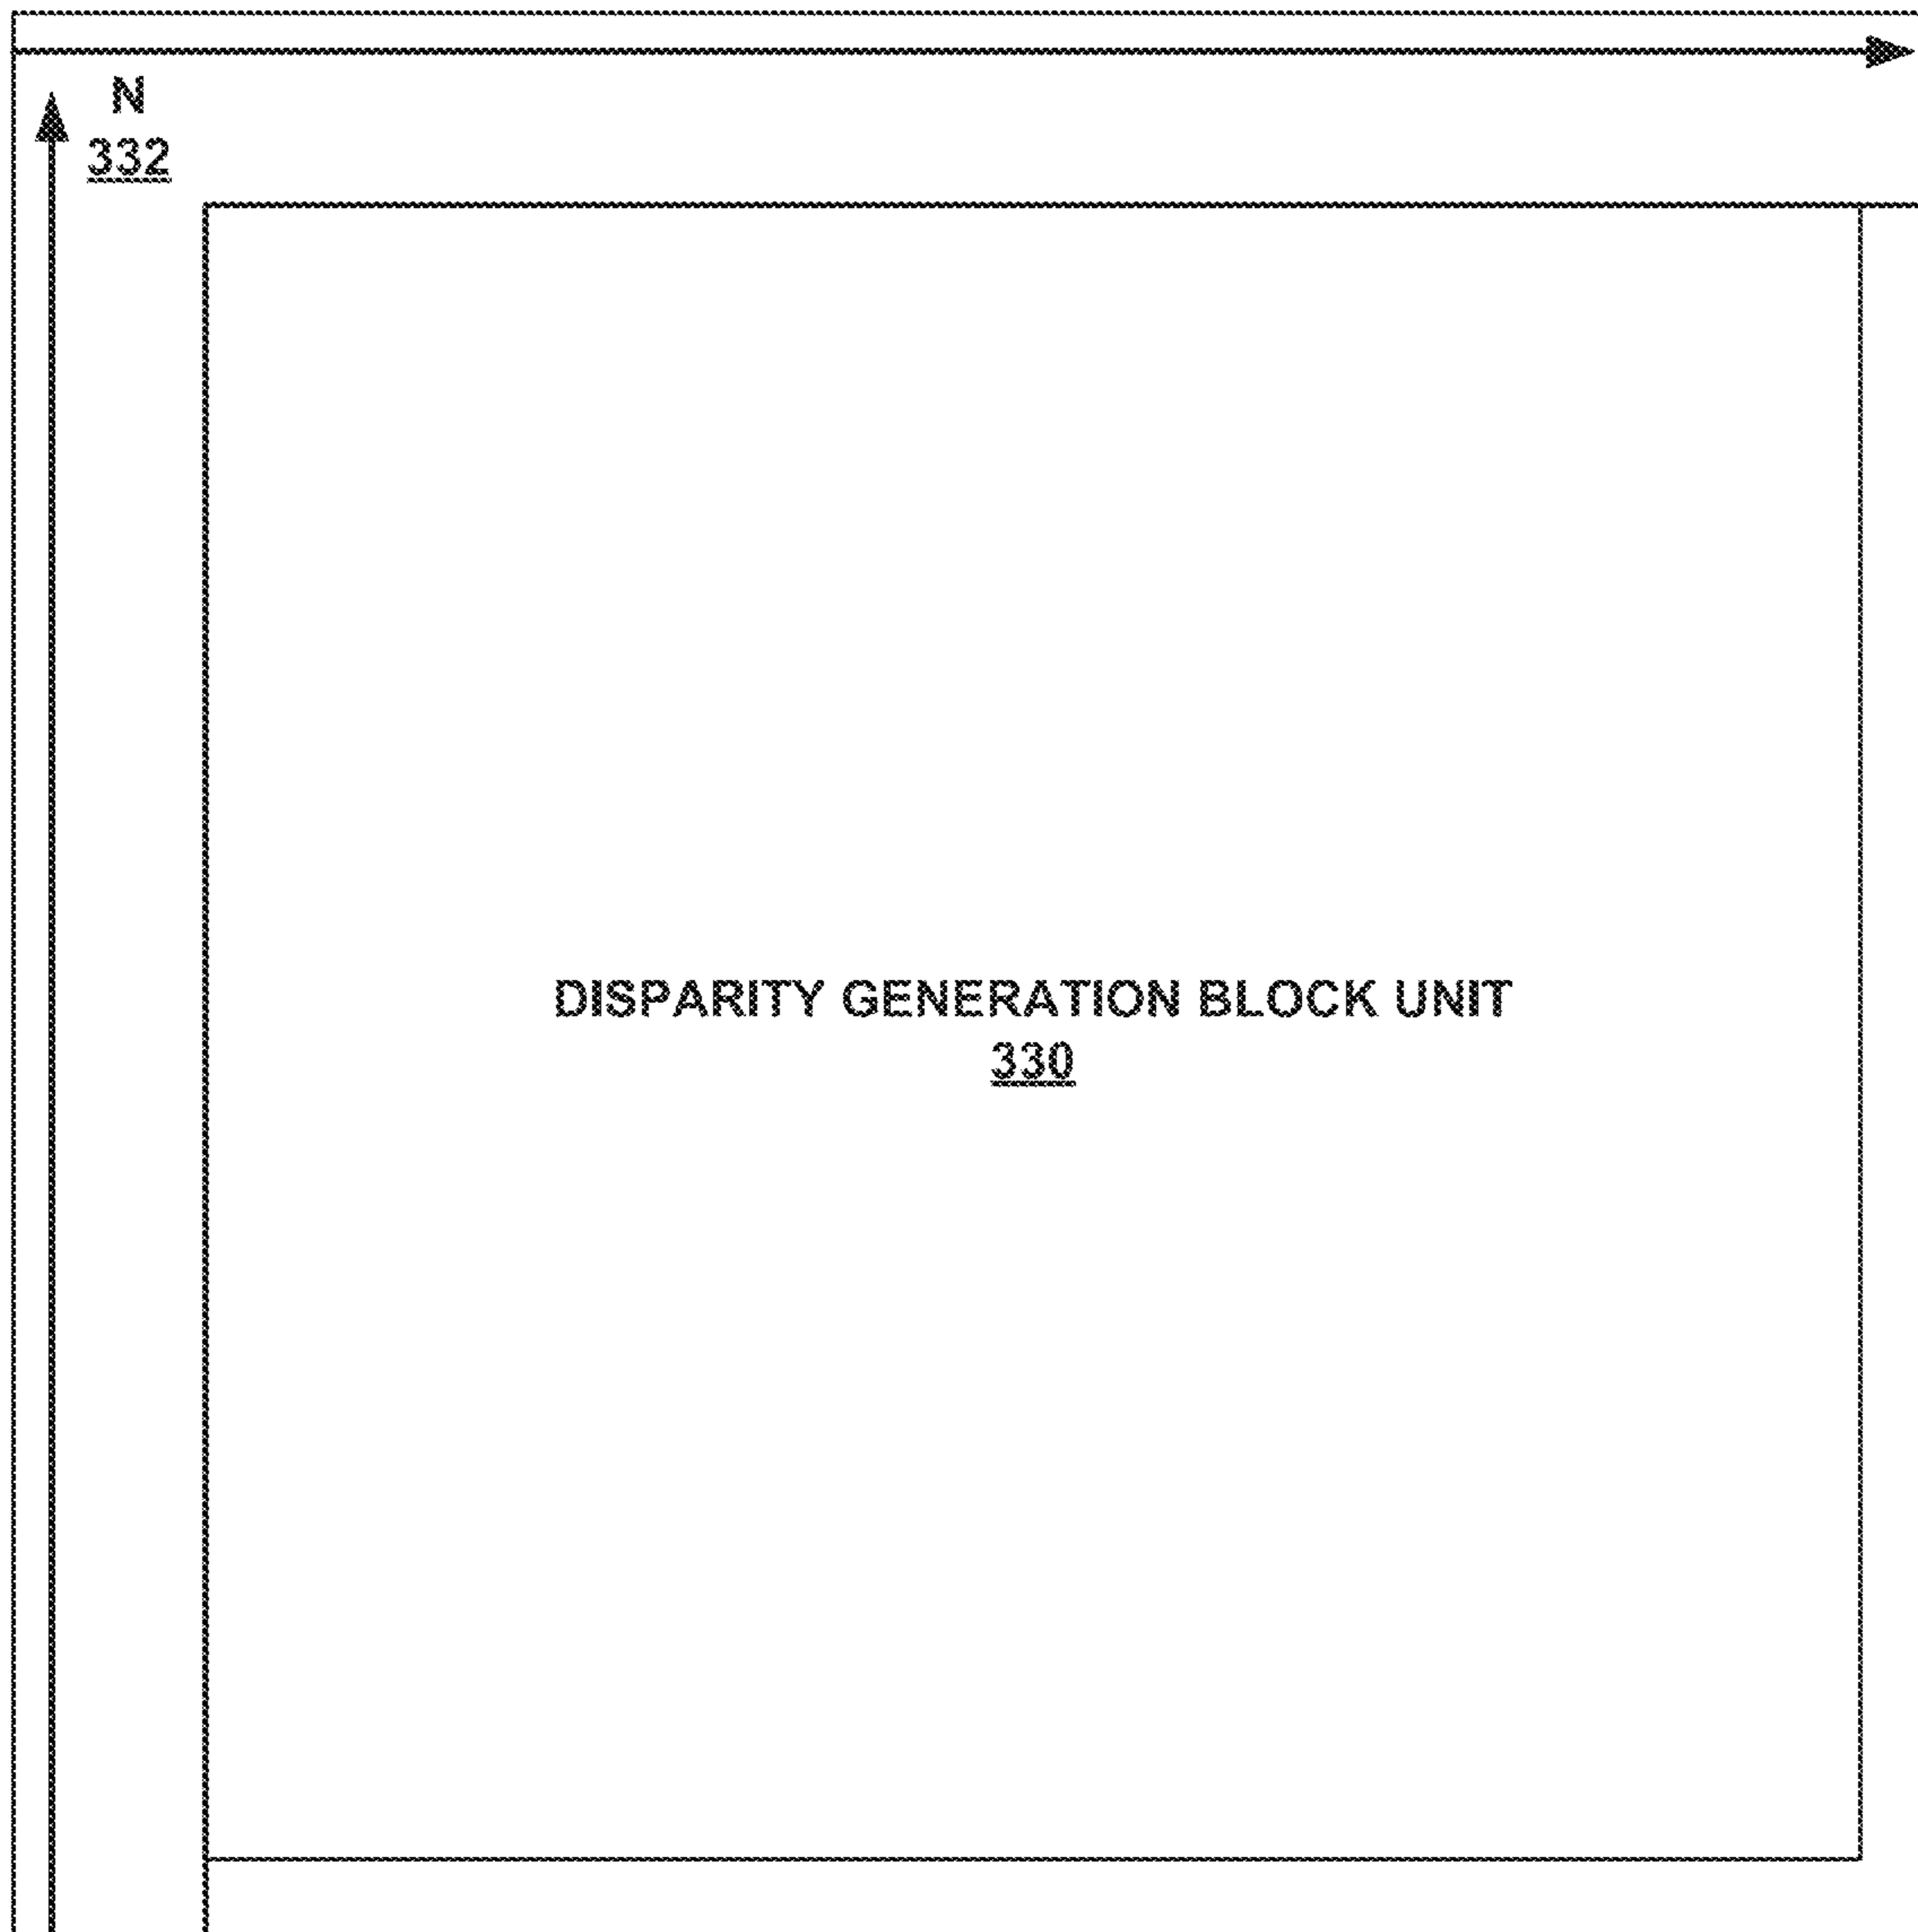 N
332
DISPARITY GENERATION BLOCK UNIT
330